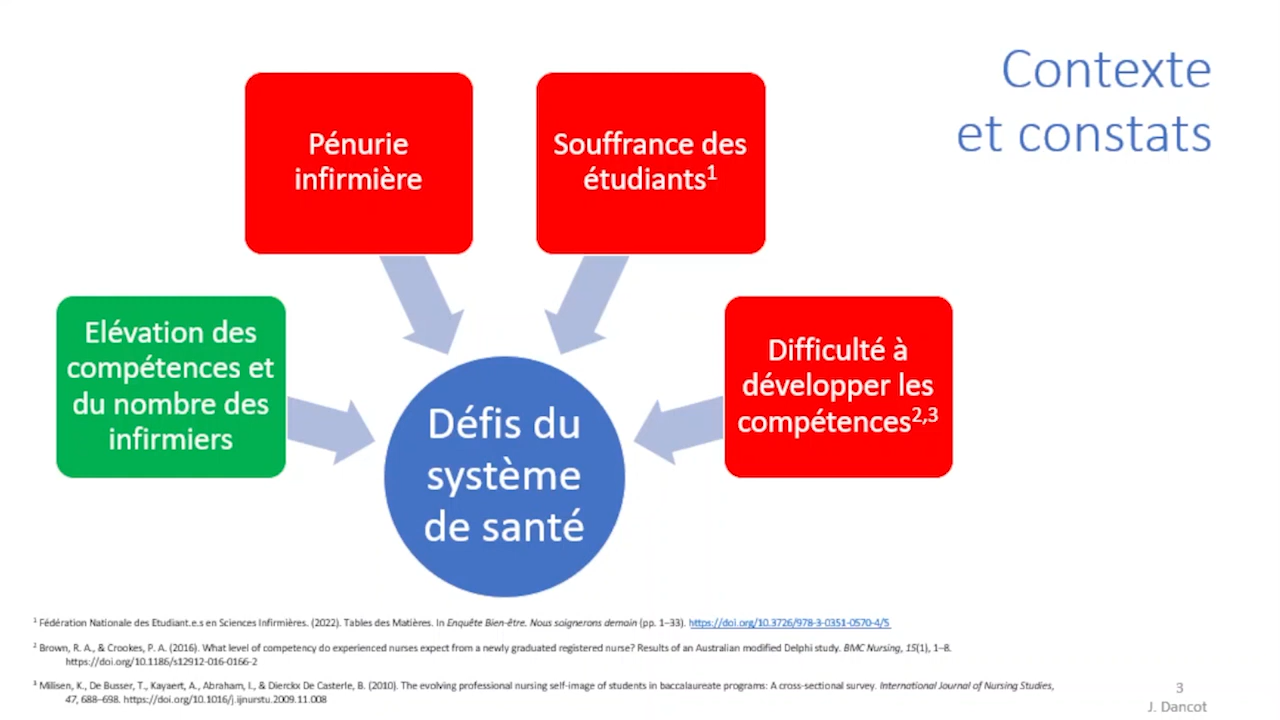 Contexte
et constats
Pénurie
infirmière
Souffrance des
étudiants¹
Elévation des
compétences et
du nombre des
infirmiers
Difficulté à
développer les
compétences²,³
Défis du
système
de santé
¹ Fédération Nationale des Etudiant.e.s en Sciences Infirmières. (2022). Tables des Matières. In Enquête Bien-être. Nous soignerons demain (pp. 1–33). https://doi.org/10.3726/978-3-0351-0570-4/5
² Brown, R. A., & Crookes, P. A. (2016). What level of competency do experienced nurses expect from a newly graduated registered nurse? Results of an Australian modified Delphi study. BMC Nursing, 15(1), 1–8.
https://doi.org/10.1186/s12912-016-0166-2
³ Milisen, K., De Busser, T., Kayaert, A., Abraham, I., & Dierckx De Casterle, B. (2010). The evolving professional nursing self-image of students in baccalaureate programs: A cross-sectional survey. International Journal of Nursing Studies,
47, 688–698. https://doi.org/10.1016/j.ijnurstu.2009.11.008
3
J. Dancot